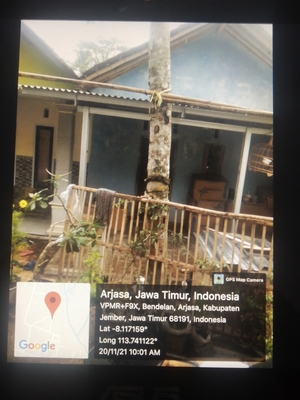 GPS Map Camera
Arjasa, Jawa Timur, Indonesia
VPMR+F9X, Bendelan, Arjasa, Kabupaten
Jember, Jawa Timur 68191, Indonesia
Lat -8.117159°
Long 113.741122°
20/11/21 10:01 AM
Google